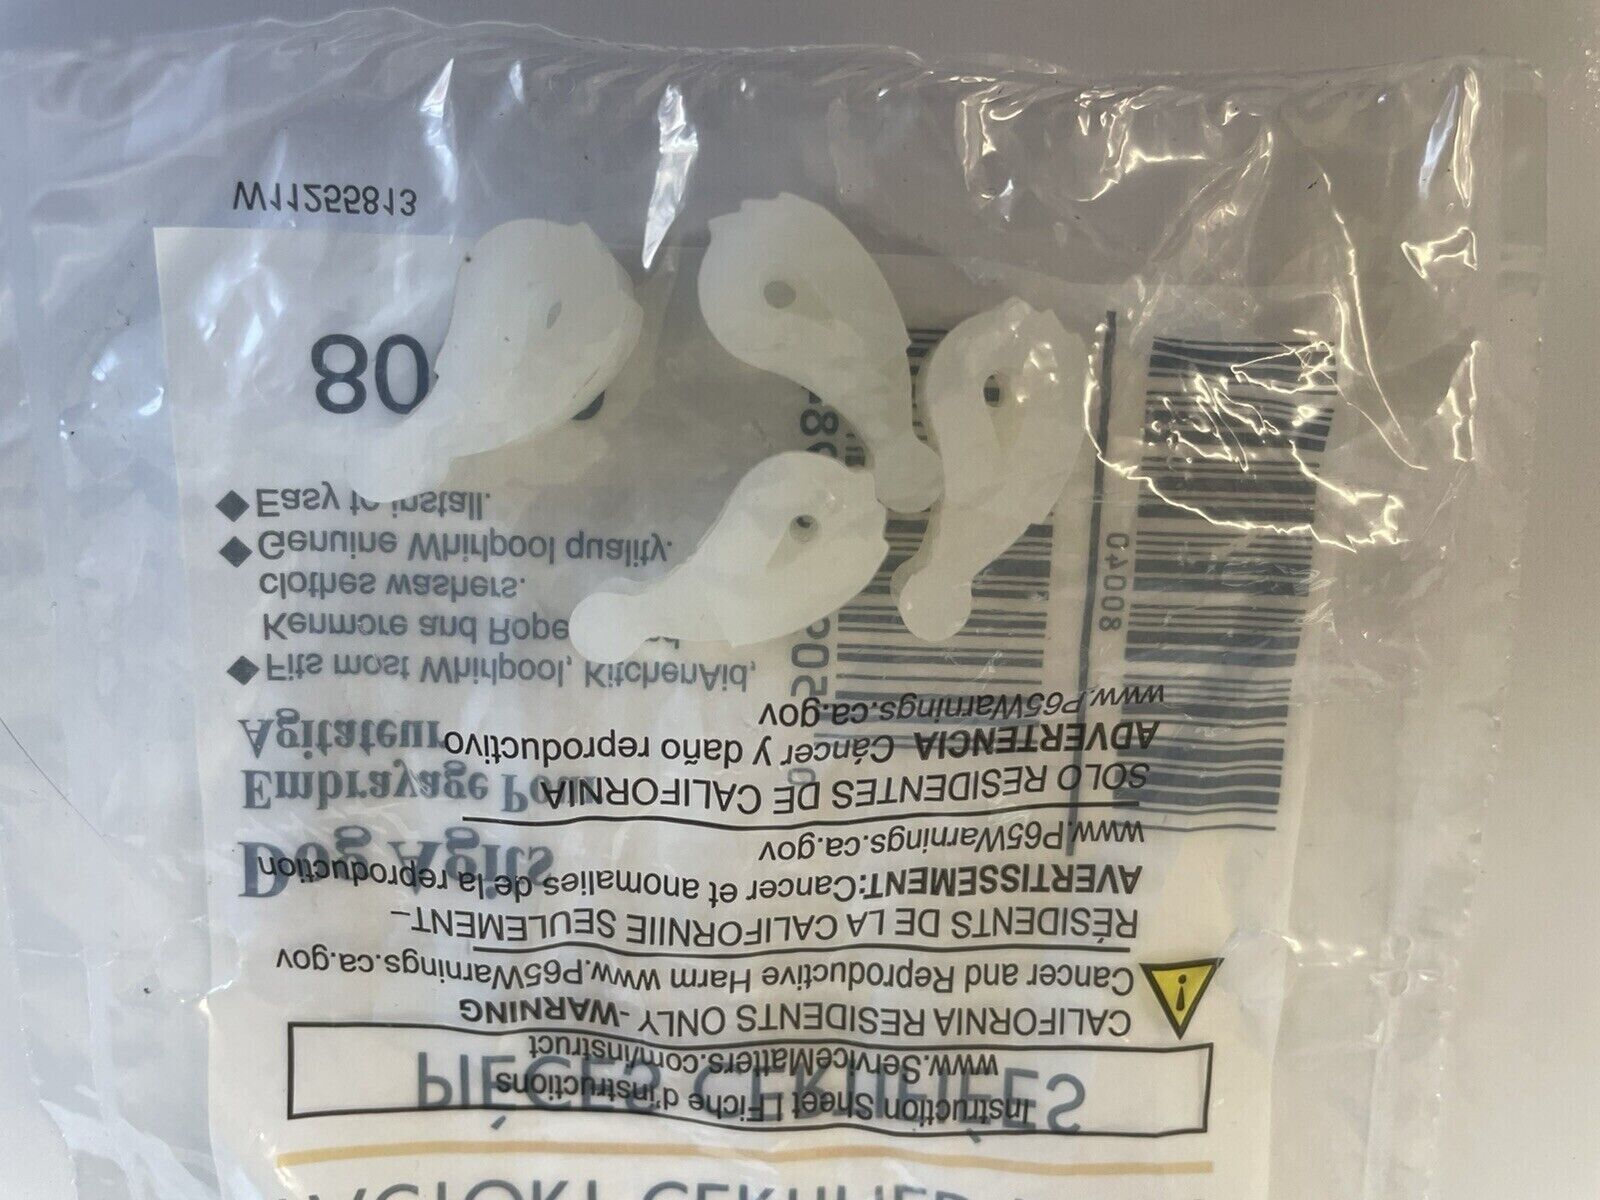 CERTIFIED
PIÈCES CERTIFIÉES
Instruction Sheet | Fiche d'instructions
www.ServiceMatters.com/instruct
CALIFORNIA RESIDENTS ONLY -WARNING
Cancer and Reproductive Harm www.P65Warnings.ca.gov
RÉSIDENTS DE LA CALIFORNIIE SEULEMENT–
AVERTISSEMENT:Cancer et anomalies de la reproduction
www.P65Warnings.ca.gov
SOLO RESIDENTES DE CALIFORNIA
ADVERTENCIA Cáncer y daño reproductivo
www.P65Warnings.ca.gov
Dog Agits
Embrayage Pour
Agitateur
◆ Fits most Whirlpool, KitchenAid,
Kenmore and Roper
clothes washers.
◆ Genuine Whirlpool quality.
◆ Easy to install.
80
W11255813